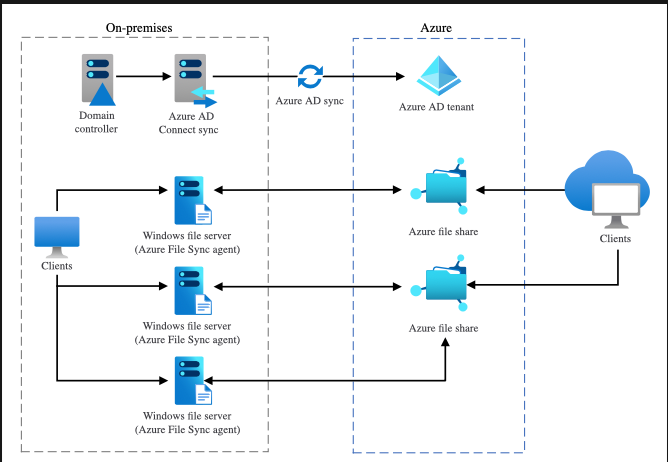 On-premises
Azure
Domain
controller
Azure AD
Connect sync
Azure AD sync
Azure AD tenant
Windows file server
(Azure File Sync agent)
Azure file share
Clients
Clients
Windows file server
(Azure File Sync agent)
Azure file share
Windows file server
(Azure File Sync agent)